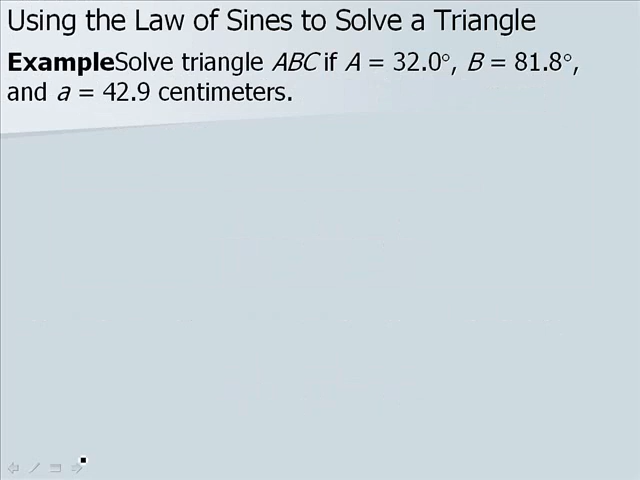 Using the Law of Sines to Solve a Triangle
ExampleSolve triangle ABC if A = 32.0°, B = 81.8°,
and a = 42.9 centimeters.